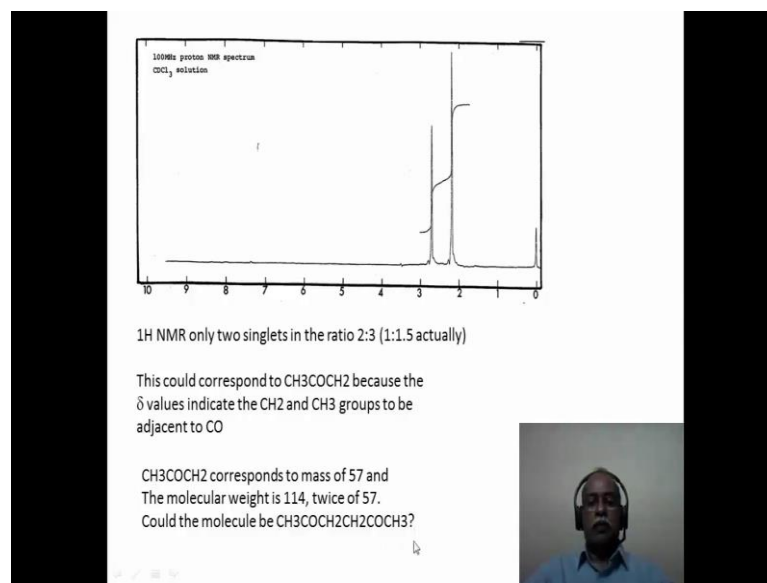 100MHz proton NMR spectrum
CDCl3 solution
10 9 8 7 6 5 4 3 2 1 0
1H NMR only two singlets in the ratio 2:3 (1:1.5 actually)
This could correspond to CH3COCH2 because the
δ values indicate the CH2 and CH3 groups to be
adjacent to CO
CH3COCH2 corresponds to mass of 57 and
The molecular weight is 114, twice of 57.
Could the molecule be CH3COCH2CH2COCH3?